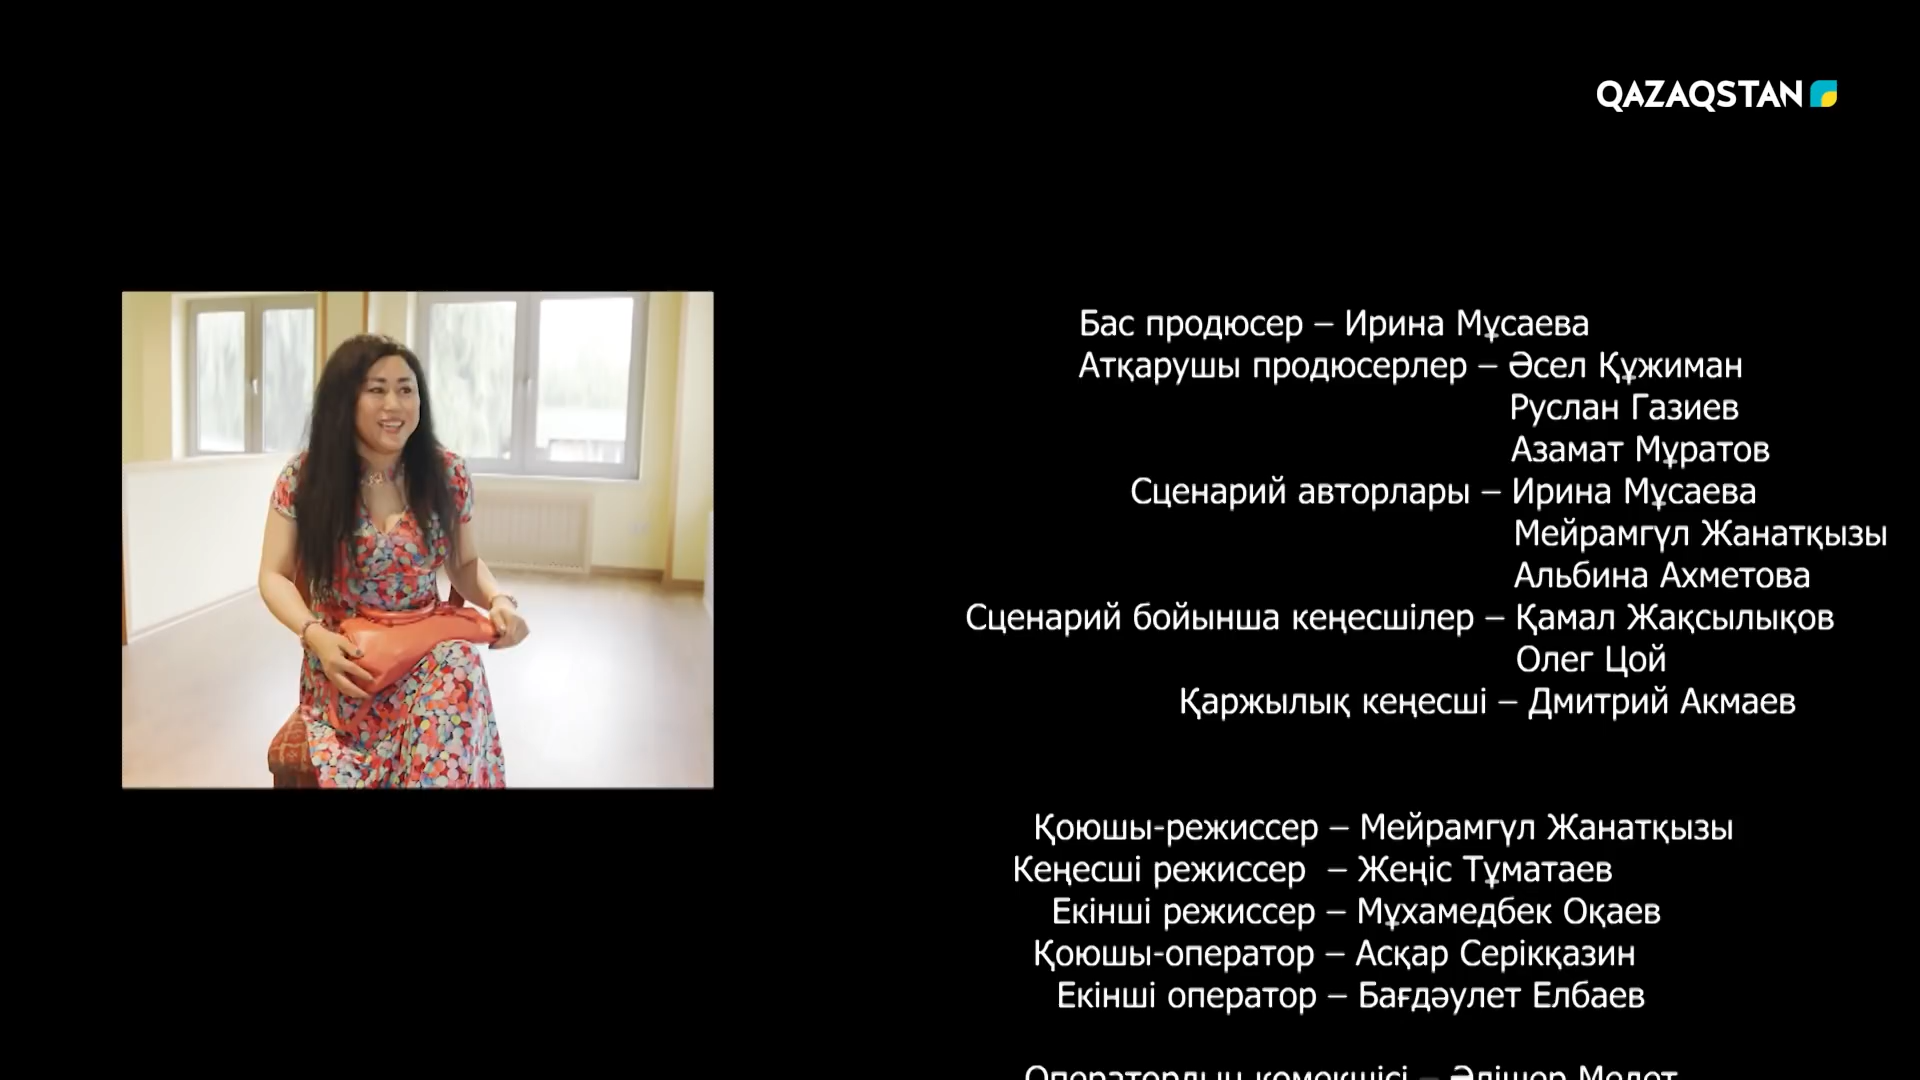 QAZAQSTAN
Бас продюсер – Ирина Мұсаева
Атқарушы продюсерлер – Әсел Құжиман
Руслан Газиев
Азамат Мұратов
Сценарий авторлары – Ирина Мұсаева
Мейрамгүл Жанатқызы
Альбина Ахметова
Сценарий бойынша кеңесшілер – Қамал Жақсылықов
Олег Цой
Қаржылық кеңесші – Дмитрий Акмаев
Қоюшы-режиссер – Мейрамгүл Жанатқызы
Кеңесші режиссер – Жеңіс Тұматаев
Екінші режиссер – Мұхамедбек Оқаев
Қоюшы-оператор – Асқар Серікқазин
Екінші оператор – Бағдәулет Елбаев